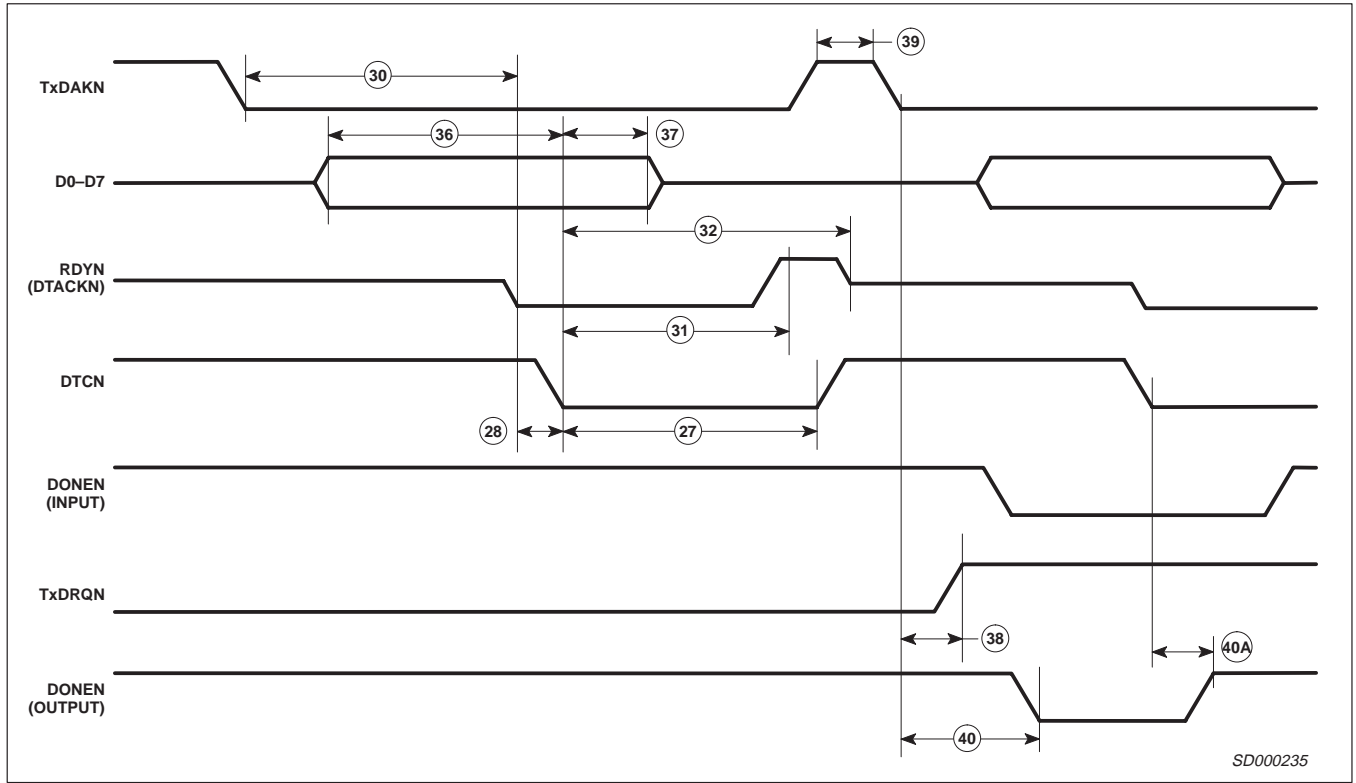 39
TxDAKN
30
36
37
D0–D7
32
RDYN
(DTACKN)
31
DTCN
28
27
DONEN
(INPUT)
TxDRQN
38
40A
DONEN
(OUTPUT)
40
SD000235